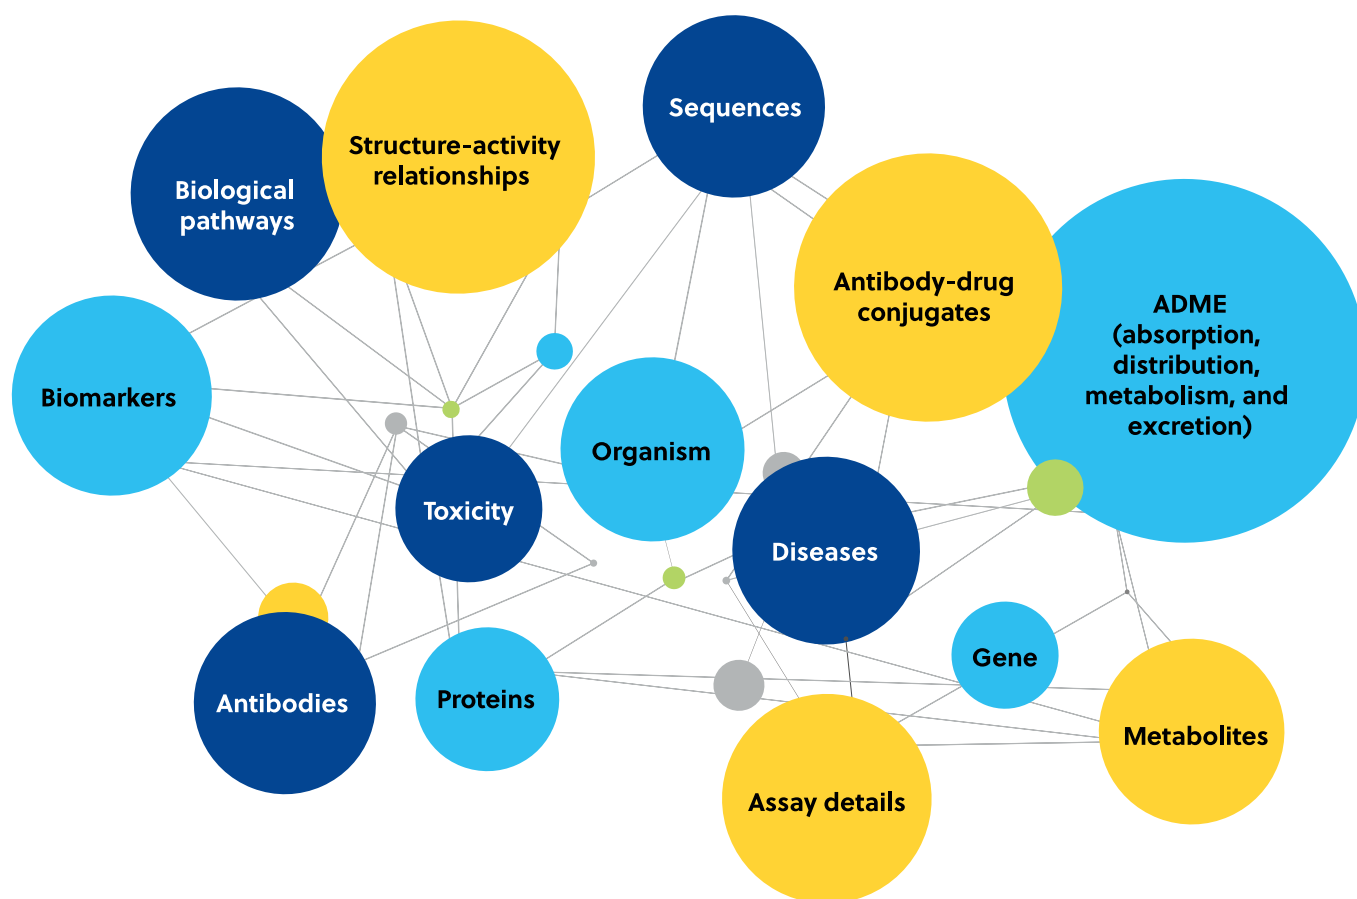 Sequences
Structure-activity
relationships
Biological
pathways
Antibody-drug
conjugates
ADME
(absorption,
distribution,
metabolism, and
excretion)
Biomarkers
Organism
Toxicity
Diseases
Gene
Antibodies
Proteins
Metabolites
Assay details